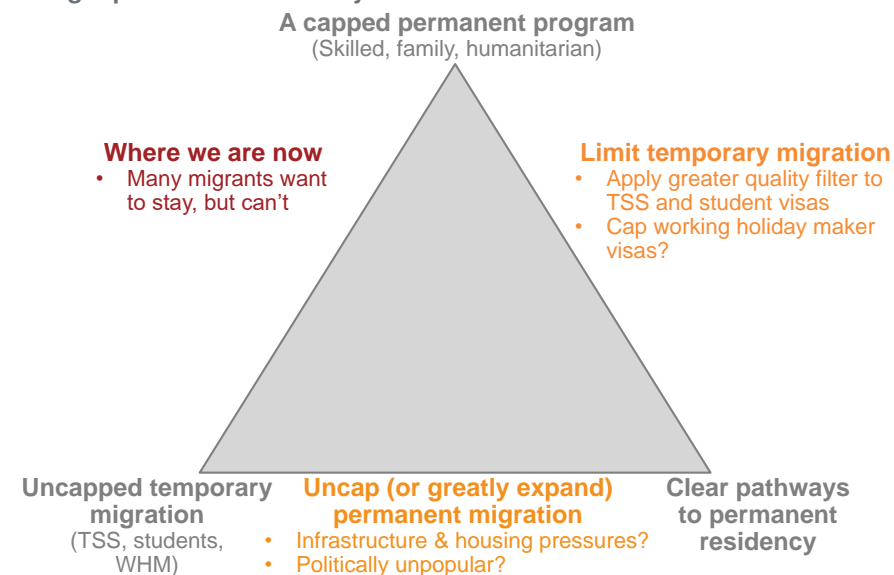 A capped permanent program
(Skilled, family, humanitarian)
Where we are now
• Many migrants want
to stay, but can't
Limit temporary migration
• Apply greater quality filter to
TSS and student visas
• Cap working holiday maker
visas?
Uncapped temporary
migration
(TSS, students,
WHM)
Uncap (or greatly expand)
permanent migration
• Infrastructure & housing pressures?
• Politically unpopular?
Clear pathways
to permanent
residency